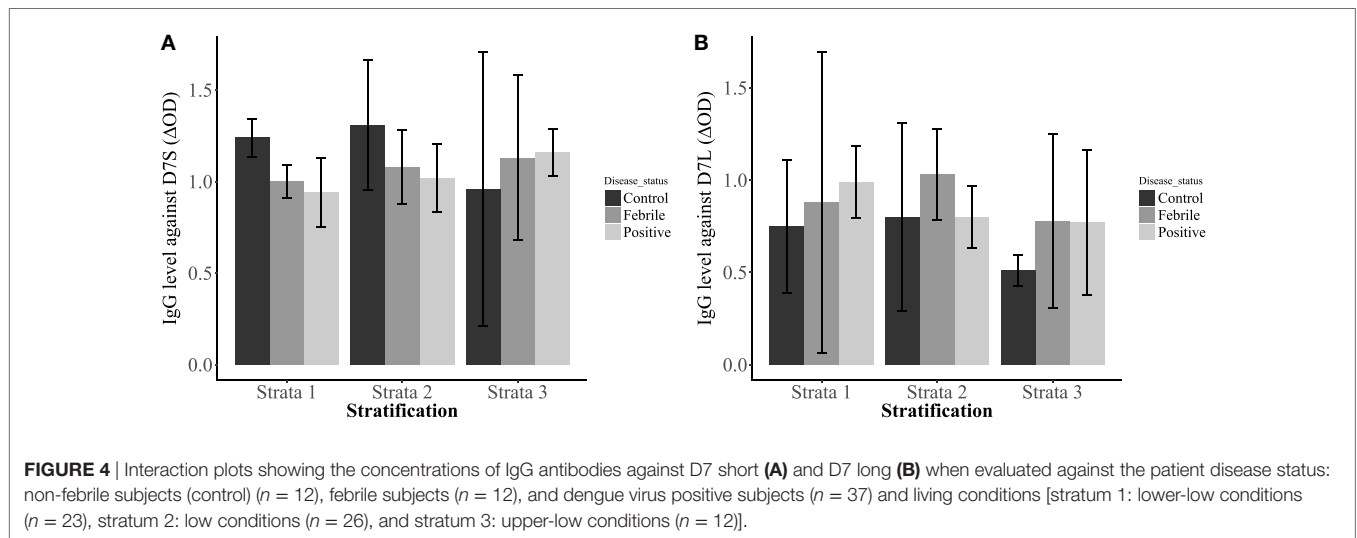 A
IgG level against D7S (ΔOD)
1.5
1.0
0.5
0.0
Strata 1 Strata 2 Strata 3
Stratification
Disease_status
Control
Febrile
Positive
B
IgG level against D7L (ΔOD)
1.5
1.0
0.5
0.0
Strata 1 Strata 2 Strata 3
Stratification
Disease_status
Control
Febrile
Positive
FIGURE 4 | Interaction plots showing the concentrations of IgG antibodies against D7 short (A) and D7 long (B) when evaluated against the patient disease status:
non-febrile subjects (control) (n = 12), febrile subjects (n = 12), and dengue virus positive subjects (n = 37) and living conditions [stratum 1: lower-low conditions
(n = 23), stratum 2: low conditions (n = 26), and stratum 3: upper-low conditions (n = 12)].